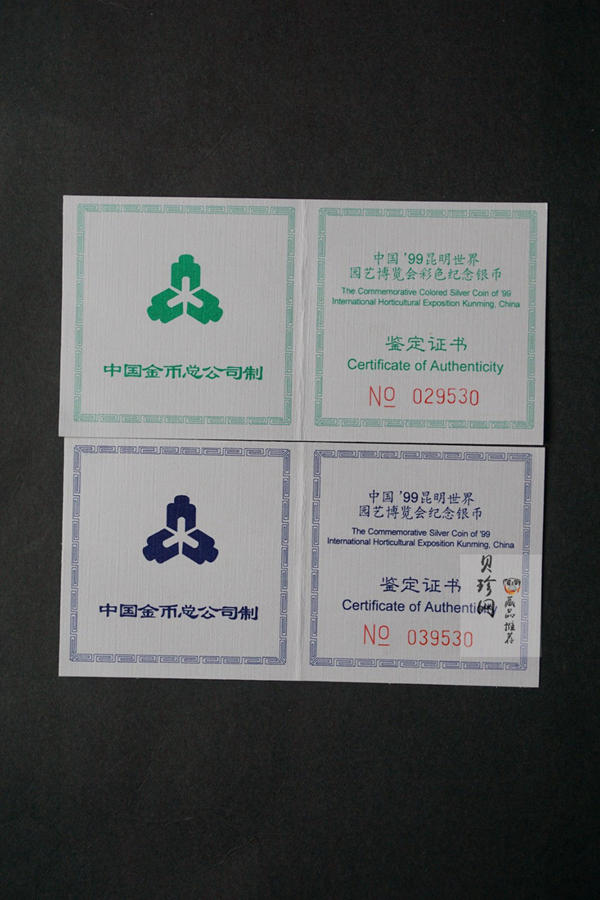 中国金币总公司制
中国 '99昆明世界
园艺博览会彩色纪念银币
The Commemorative Colored Silver Coin of '99
International Horticultural Exposition Kunming, China
鉴定证书
Certificate of Authenticity
No 029530
中国金币总公司制
中国 '99昆明世界
园艺博览会纪念银币
The Commemorative Silver Coin of '99
International Horticultural Exposition Kunming, China
鉴定证书
Certificate of Authenticity
No 039530
贝珍网
藏品推荐